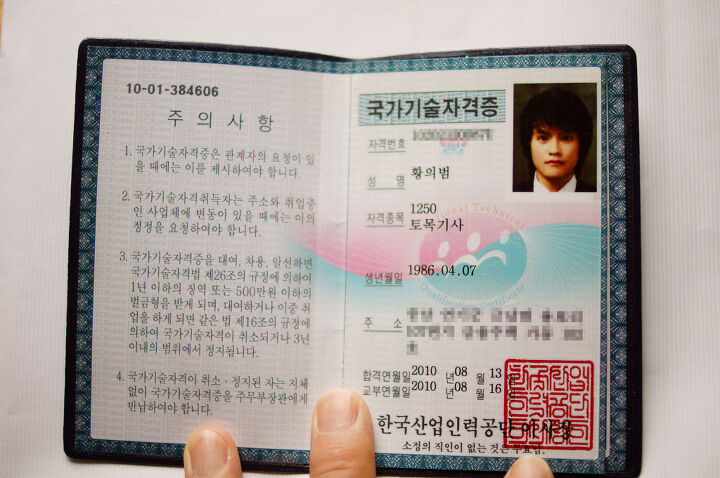 10-01-384606
주 의 사 항
1. 국가기술자격증은 관계자의 요청이 있
을 때에는 이를 제시하여야 합니다.
2. 국가기술자격취득자는 주소와 취업중
인 사업체에 변동이 있을 때에는 이의
정정을 요청하여야 합니다.
3. 국가기술자격증을 대여, 차용, 알선하면
국가기술자격법 제26조의 규정에 의하여
1년 이하의 징역 또는 500만원 이하의
벌금형을 받게 되며, 대여하거나 이중 취
업을 하게 되면 같은 법 제16조의 규정에
의하여 국가기술자격이 취소되거나 3년
이내의 범위에서 정지됩니다.
4. 국가기술자격이 취소·정지된 자는 지체
없이 국가기술자격증을 주무부장관에게
반납하여야 합니다.
국가기술자격증
자격번호
성 명 황의범
자격종목 1250
토목기사
National Technical
Qualification Certificate
생년월일 1986.04.07
주 소
합격연월일 2010 년 08 월 13
교부연월일 2010 년 08 월 16
한국산업인력공단 이사장
소정의 직인이 없는 것은 무효임.